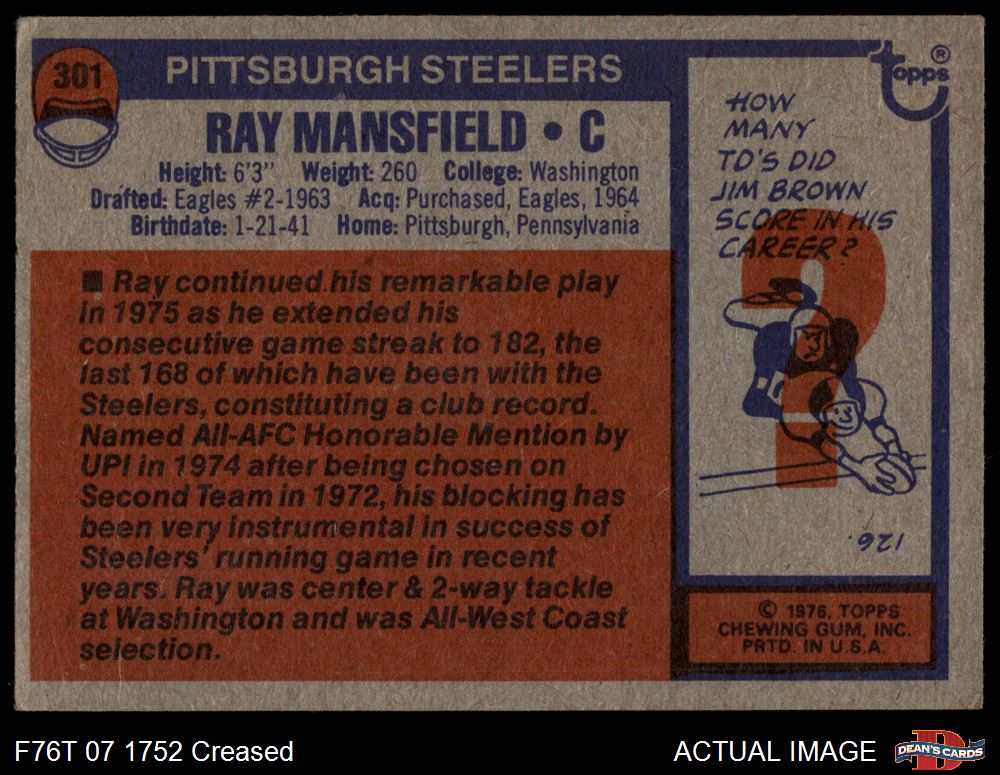 301
PITTSBURGH STEELERS
RAY MANSFIELD • C
Height: 6'3" Weight: 260 College: Washington
Drafted: Eagles #2-1963 Acq: Purchased, Eagles, 1964
Birthdate: 1-21-41 Home: Pittsburgh, Pennsylvania
■ Ray continued his remarkable play
in 1975 as he extended his
consecutive game streak to 182, the
last 168 of which have been with the
Steelers, constituting a club record.
Named All-AFC Honorable Mention by
UPI in 1974 after being chosen on
Second Team in 1972, his blocking has
been very instrumental in success of
Steelers' running game in recent
years. Ray was center & 2-way tackle
at Washington and was All-West Coast
selection.
Topps®
HOW
MANY
TD'S DID
JIM BROWN
SCORE IN HIS
CAREER?
?
126.
© 1976, TOPPS
CHEWING GUM, INC.
PRTD. IN U.S.A.
F76T 07 1752 Creased
ACTUAL IMAGE
D
DEAN'S CARDS